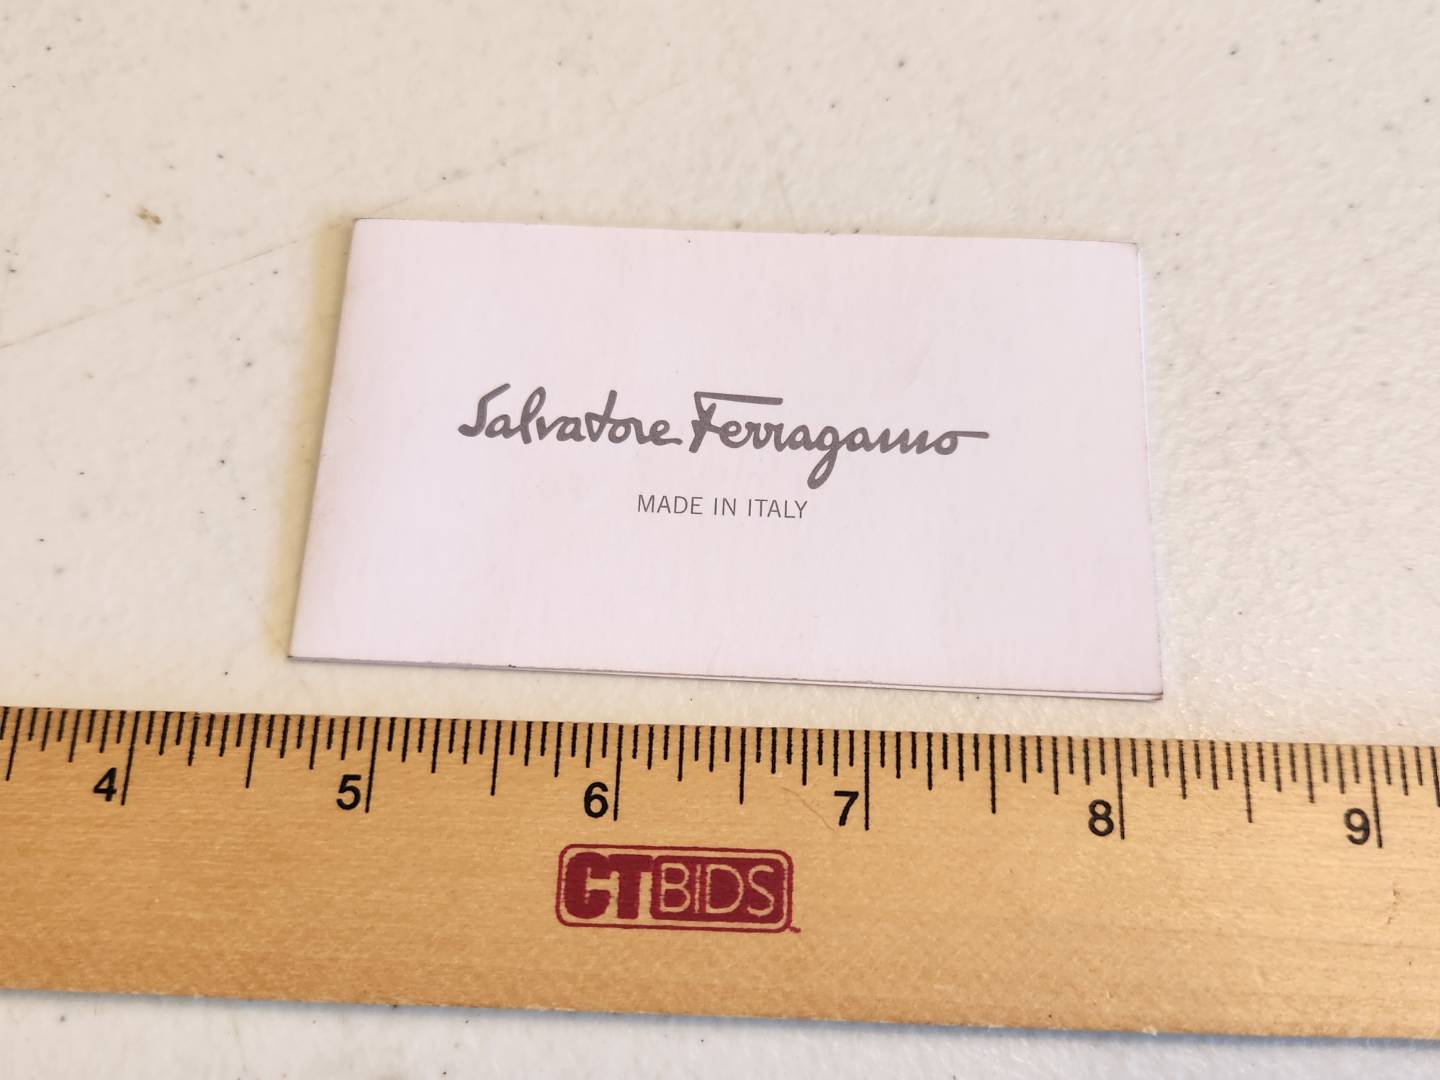 Salvatore Ferragamo
MADE IN ITALY
4 5 6 7 8 9
CTBIDS